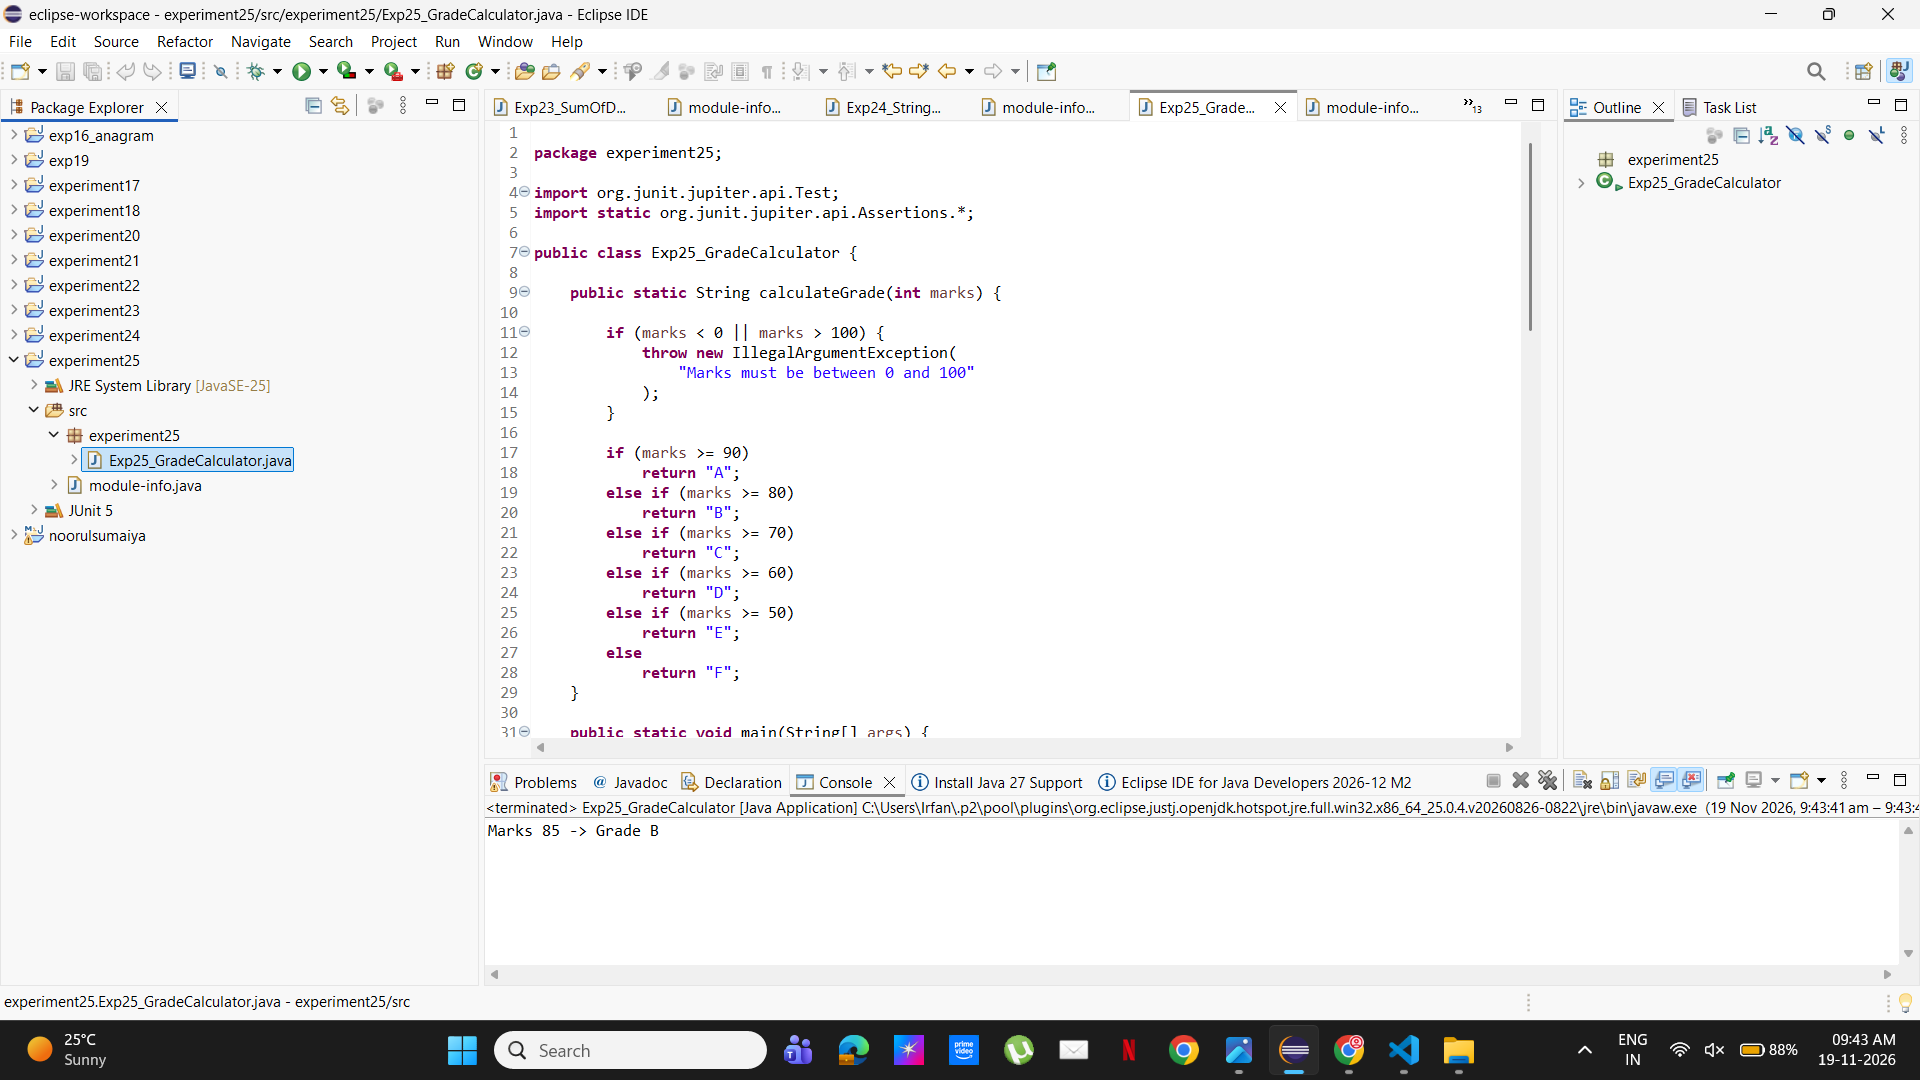 eclipse-workspace - experiment25/src/experiment25/Exp25_GradeCalculator.java - Eclipse IDE
File Edit Source Refactor Navigate Search Project Run Window Help
Package Explorer
exp16_anagram
exp19
experiment17
experiment18
experiment20
experiment21
experiment22
experiment23
experiment24
experiment25
JRE System Library [JavaSE-25]
src
experiment25
Exp25_GradeCalculator.java
module-info.java
JUnit 5
noorulsumaiya
Exp23_SumOfD... module-info... Exp24_String... module-info... Exp25_Grade... module-info... »13
1
2 package experiment25;
3
4 import org.junit.jupiter.api.Test;
5 import static org.junit.jupiter.api.Assertions.*;
6
7 public class Exp25_GradeCalculator {
8
9     public static String calculateGrade(int marks) {
10
11         if (marks < 0 || marks > 100) {
12             throw new IllegalArgumentException(
13                 "Marks must be between 0 and 100"
14             );
15         }
16
17         if (marks >= 90)
18             return "A";
19         else if (marks >= 80)
20             return "B";
21         else if (marks >= 70)
22             return "C";
23         else if (marks >= 60)
24             return "D";
25         else if (marks >= 50)
26             return "E";
27         else
28             return "F";
29     }
30
31     public static void main(String[] args) {
Outline Task List
experiment25
Exp25_GradeCalculator
Problems Javadoc Declaration Console Install Java 27 Support Eclipse IDE for Java Developers 2026-12 M2
<terminated> Exp25_GradeCalculator [Java Application] C:\Users\Irfan\.p2\pool\plugins\org.eclipse.justj.openjdk.hotspot.jre.full.win32.x86_64_25.0.4.v20260826-0822\jre\bin\javaw.exe (19 Nov 2026, 9:43:41 am – 9:43:4
Marks 85 -> Grade B
experiment25.Exp25_GradeCalculator.java - experiment25/src
25°C
Sunny
Search
prime video
ENG
IN
88%
09:43 AM
19-11-2026